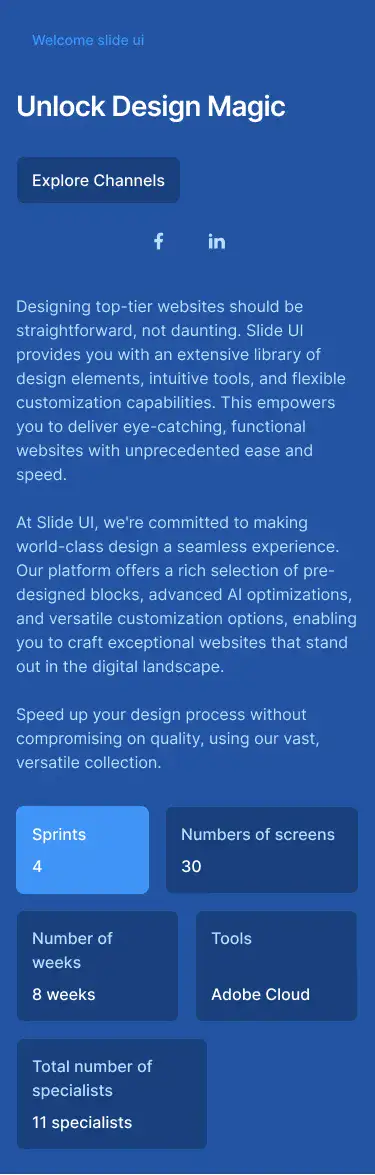 Welcome slide ui
Unlock Design Magic
Explore Channels
Designing top-tier websites should be
straightforward, not daunting. Slide UI
provides you with an extensive library of
design elements, intuitive tools, and flexible
customization capabilities. This empowers
you to deliver eye-catching, functional
websites with unprecedented ease and
speed.
At Slide UI, we're committed to making
world-class design a seamless experience.
Our platform offers a rich selection of pre-
designed blocks, advanced AI optimizations,
and versatile customization options, enabling
you to craft exceptional websites that stand
out in the digital landscape.
Speed up your design process without
compromising on quality, using our vast,
versatile collection.
Sprints
4
Numbers of screens
30
Number of
weeks
8 weeks
Tools
Adobe Cloud
Total number of
specialists
11 specialists